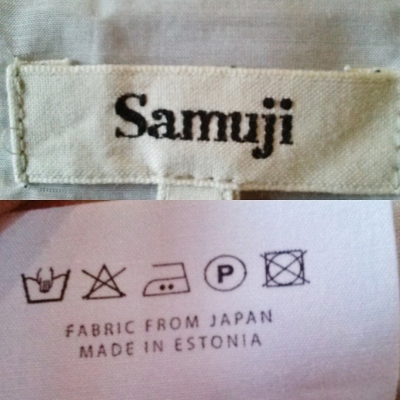 Samuji
P
FABRIC FROM JAPAN
MADE IN ESTONIA